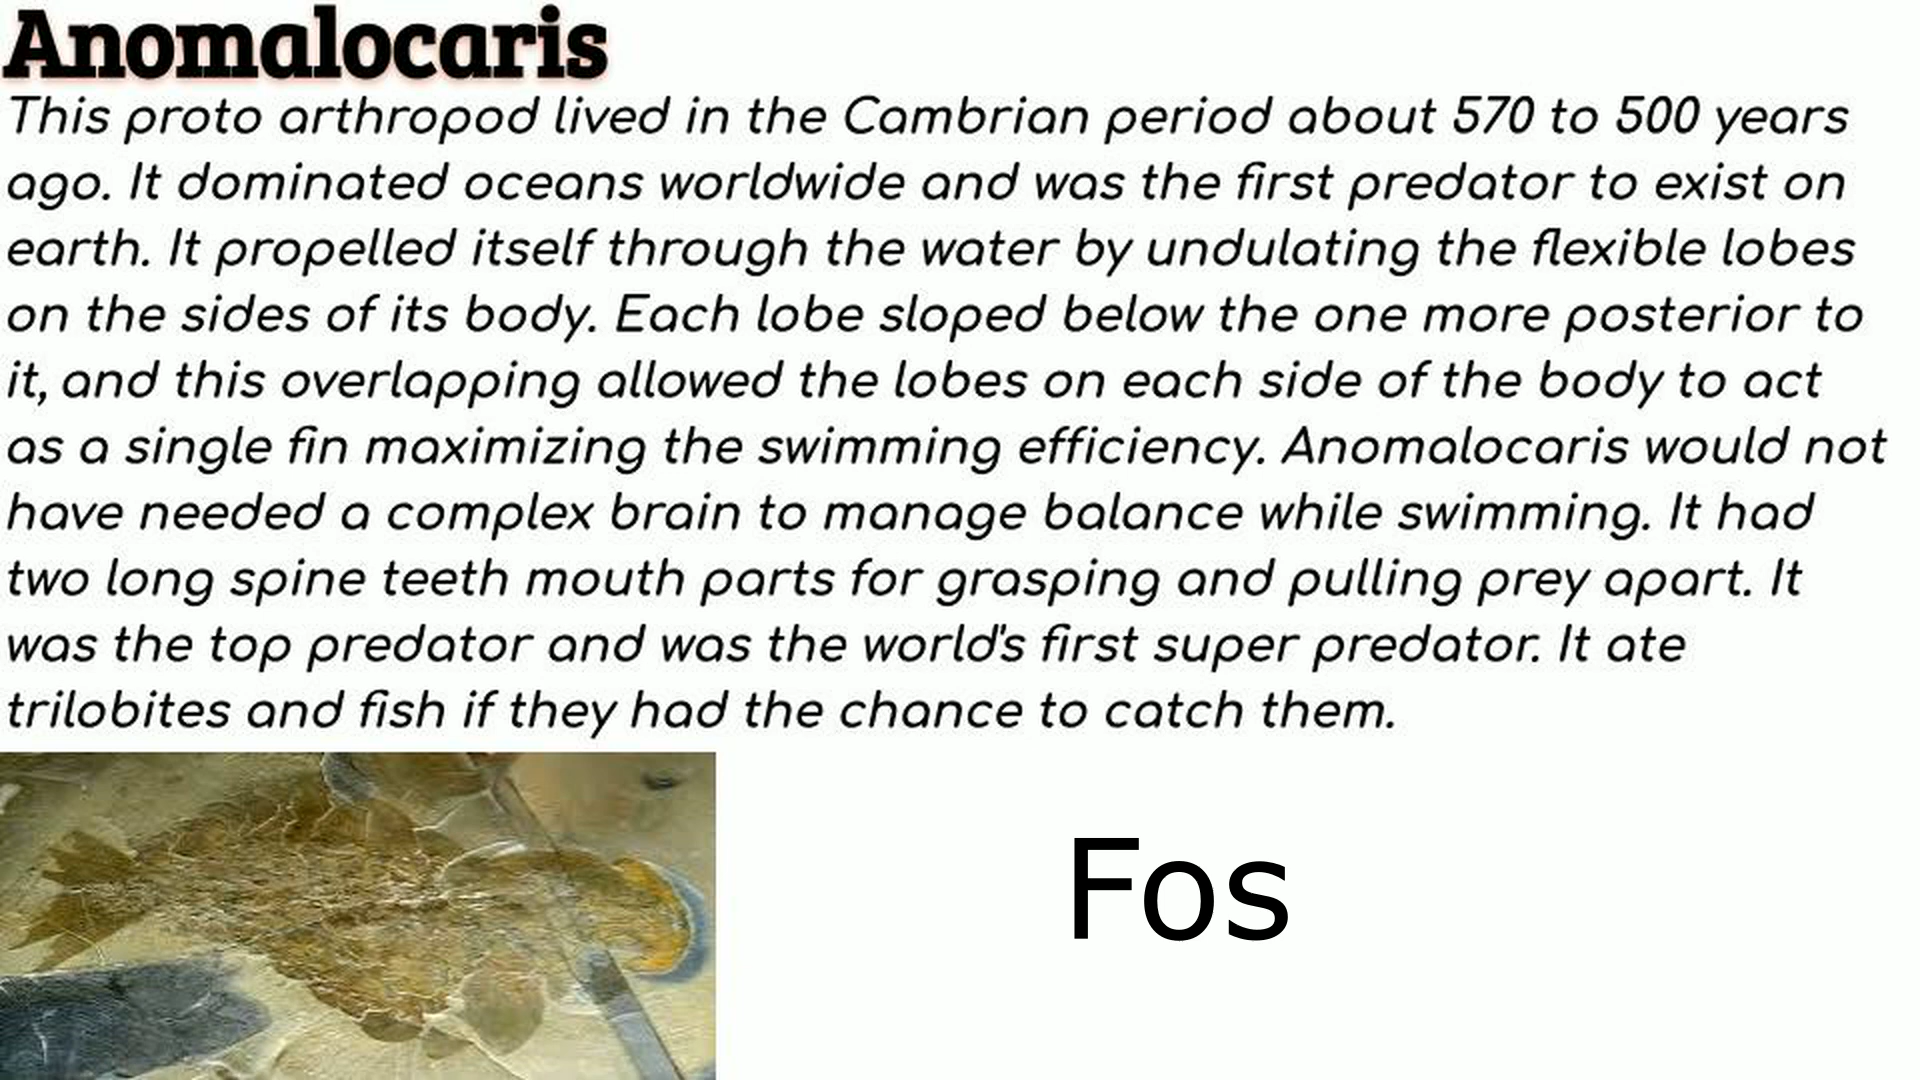 Anomalocaris
This proto arthropod lived in the Cambrian period about 570 to 500 years
ago. It dominated oceans worldwide and was the first predator to exist on
earth. It propelled itself through the water by undulating the flexible lobes
on the sides of its body. Each lobe sloped below the one more posterior to
it, and this overlapping allowed the lobes on each side of the body to act
as a single fin maximizing the swimming efficiency. Anomalocaris would not
have needed a complex brain to manage balance while swimming. It had
two long spine teeth mouth parts for grasping and pulling prey apart. It
was the top predator and was the world's first super predator. It ate
trilobites and fish if they had the chance to catch them.
Fos